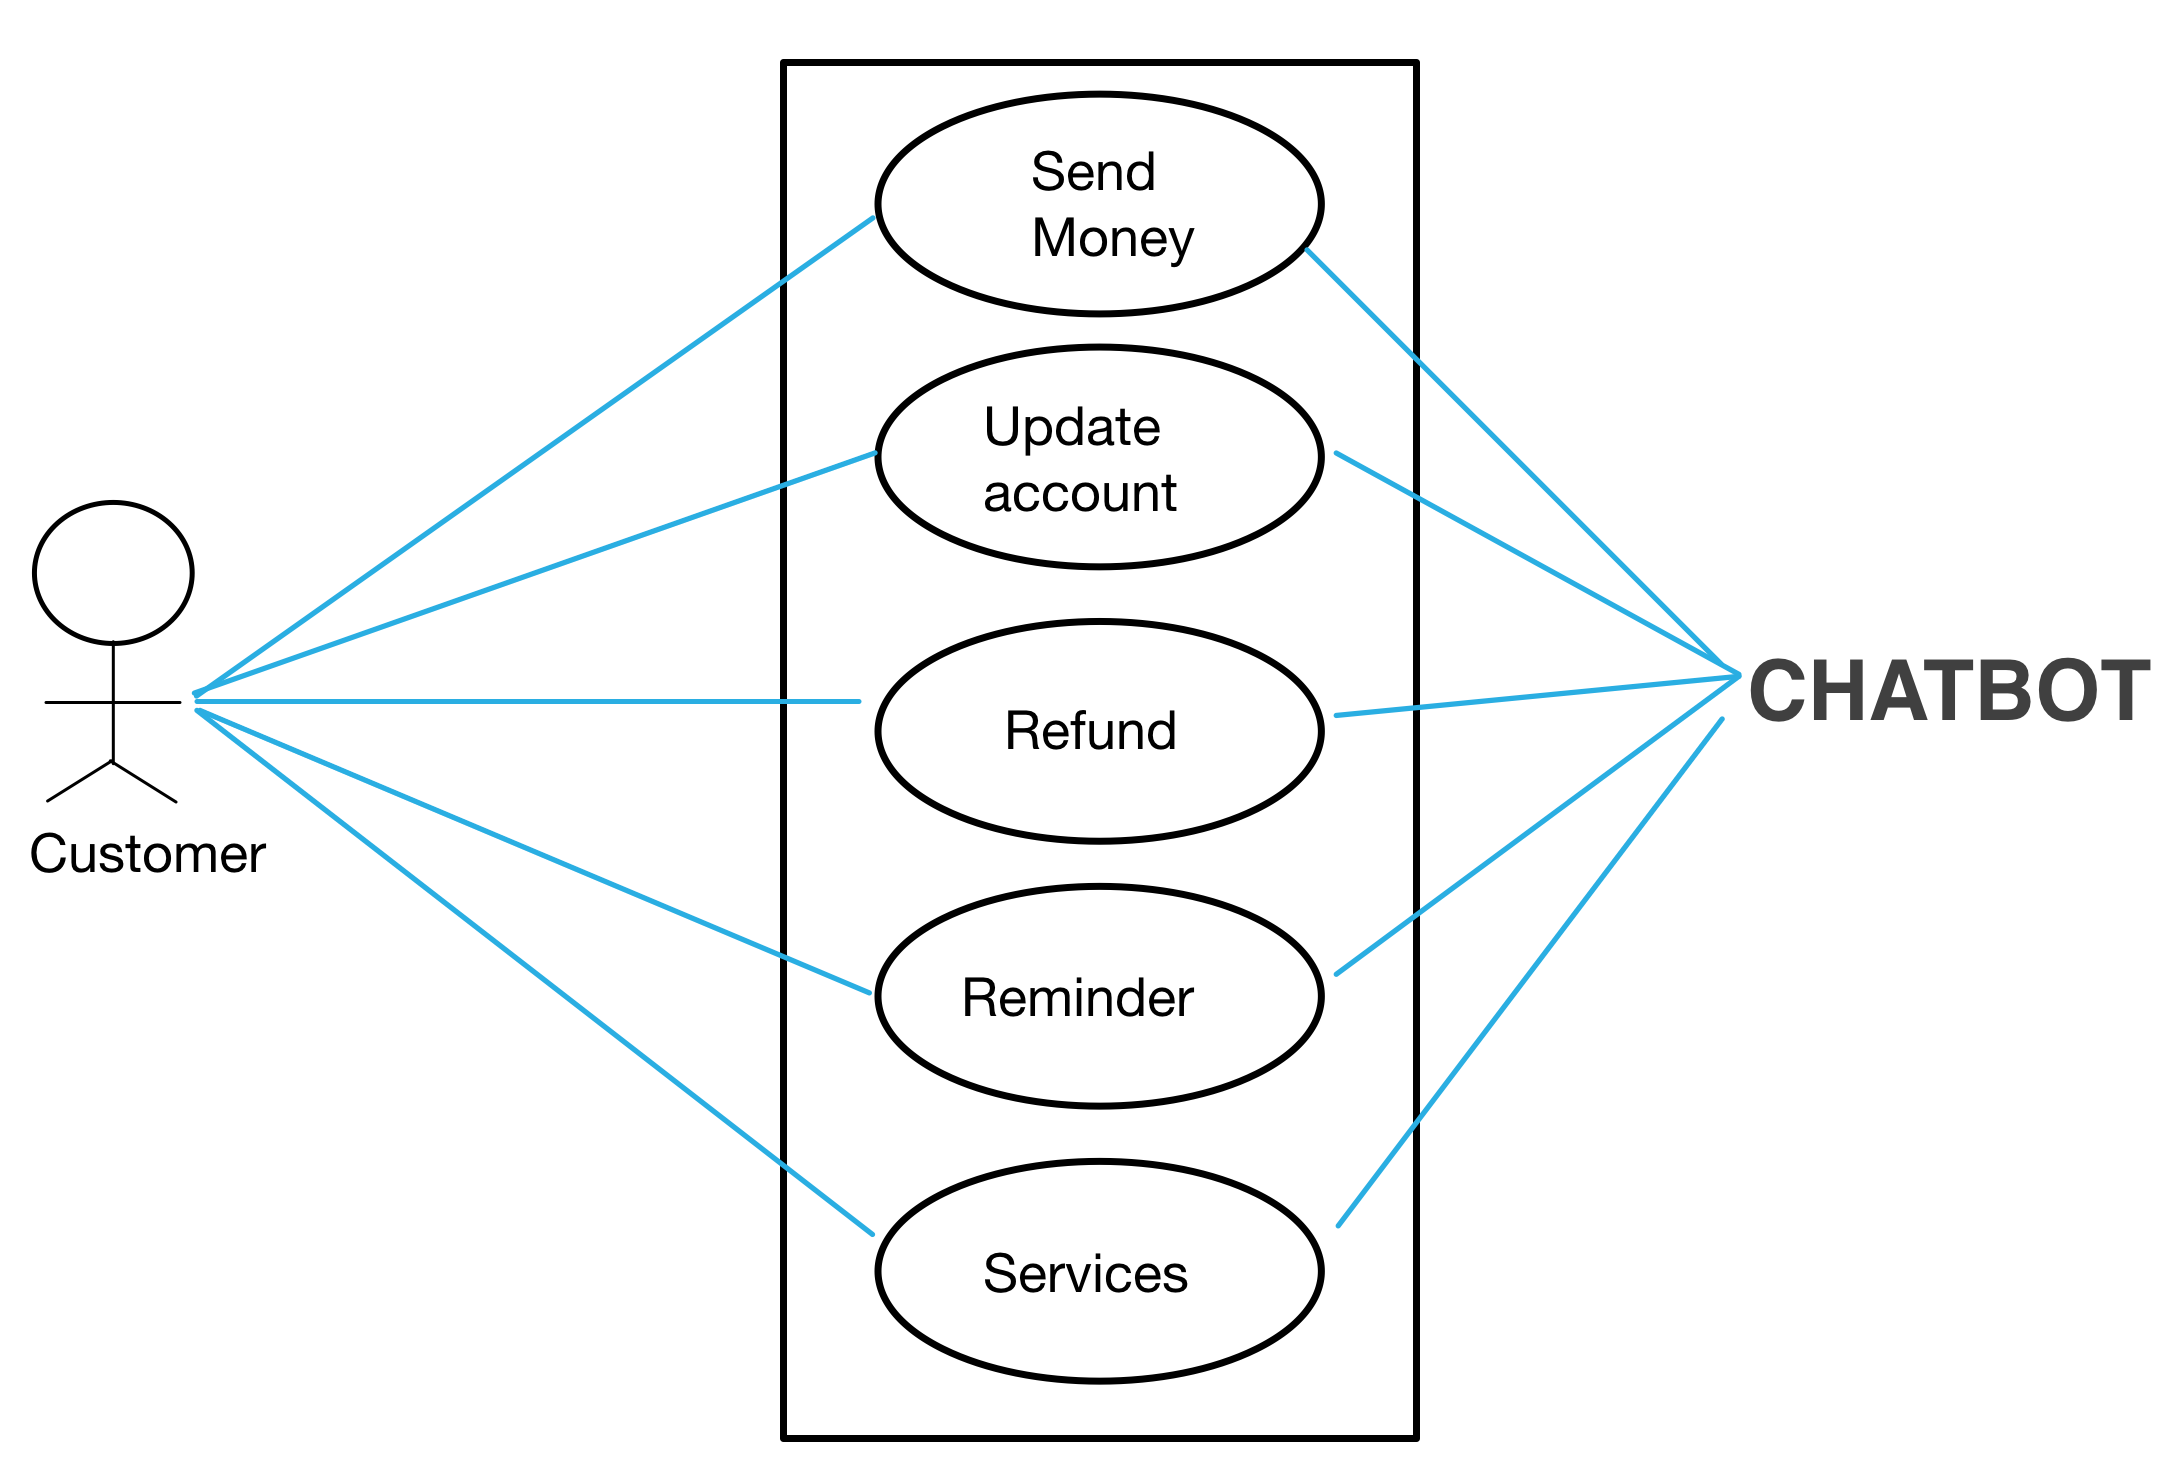 Send
Money
Update
account
Refund
CHATBOT
Customer
Reminder
Services